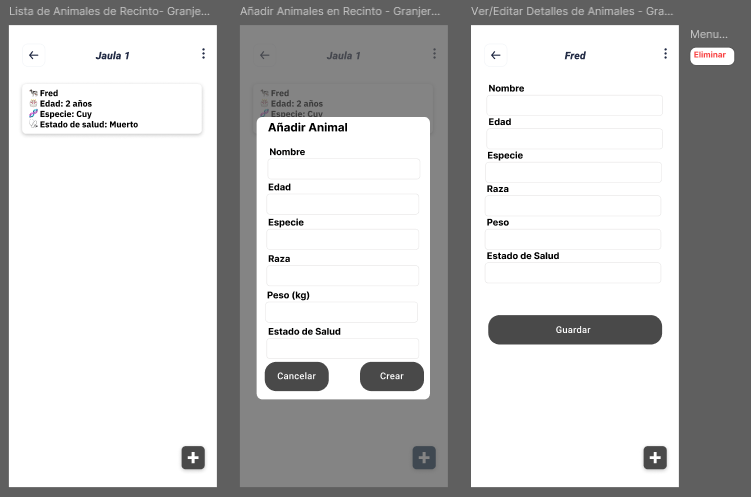 Lista de Animales de Recinto- Granje...
Jaula 1
Fred
Edad: 2 años
Especie: Cuy
Estado de salud: Muerto
Añadir Animales en Recinto - Granjer...
Jaula 1
Fred
Edad: 2 años
Especie: Cuy
Añadir Animal
Nombre
Edad
Especie
Raza
Peso (kg)
Estado de Salud
Cancelar
Crear
Ver/Editar Detalles de Animales - Gra...
Fred
Nombre
Edad
Especie
Raza
Peso
Estado de Salud
Guardar
Menu...
Eliminar